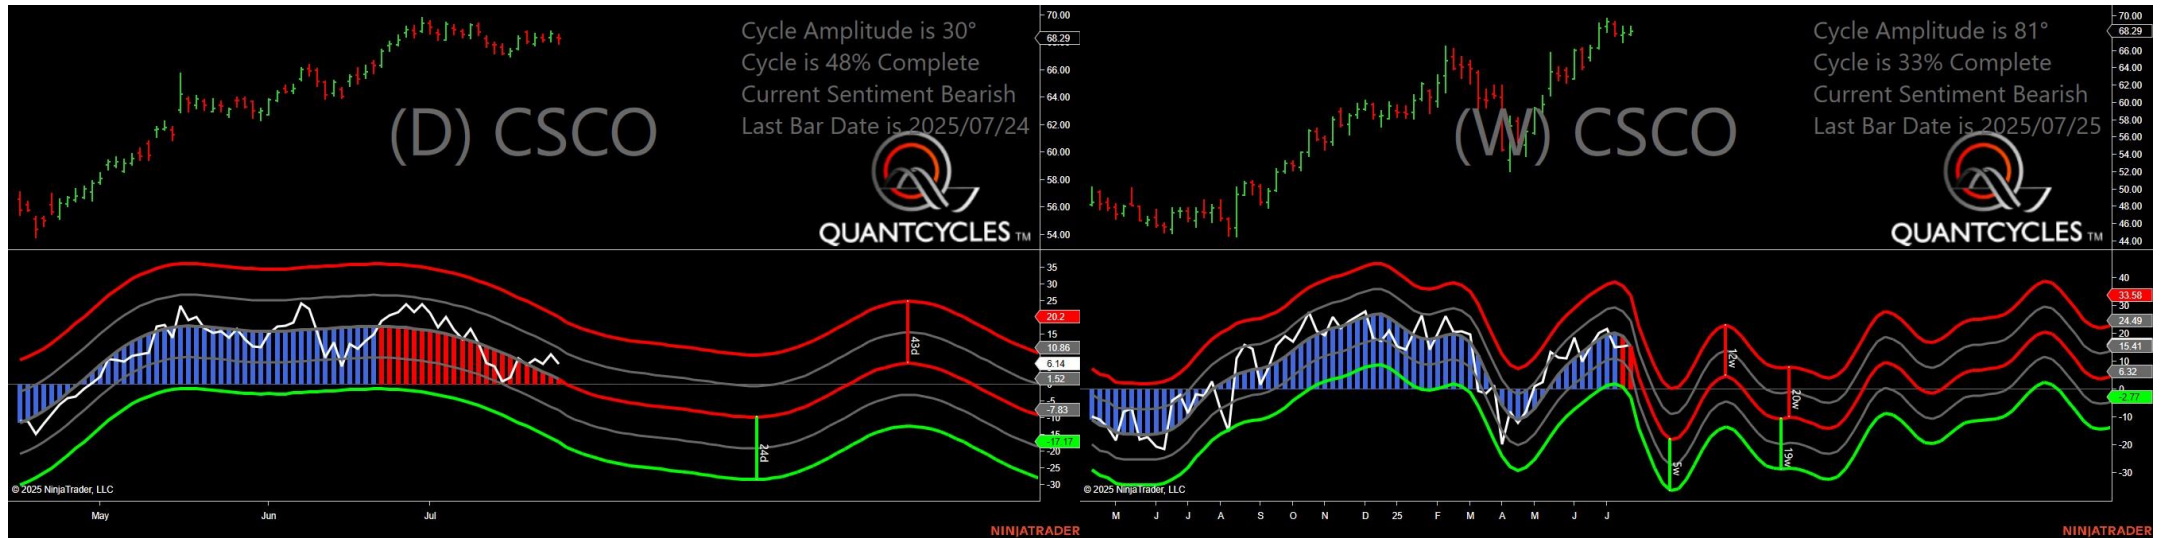 Cycle Amplitude is 30°
Cycle is 48% Complete
Current Sentiment Bearish
Last Bar Date is 2025/07/24
(D) CSCO
QUANTCYCLES TM
70.00
68.29
66.00
64.00
62.00
60.00
58.00
56.00
54.00
35
30
25
20.2
15
10.86
6.14
1.52
-5
-7.83
-10
-15
-17.17
-20
-25
-30
43d
24d
© 2025 NinjaTrader, LLC
May
Jun
Jul
NINJATRADER
Cycle Amplitude is 81°
Cycle is 33% Complete
Current Sentiment Bearish
Last Bar Date is 2025/07/25
(W) CSCO
QUANTCYCLES TM
70.00
68.29
66.00
64.00
62.00
60.00
58.00
56.00
54.00
52.00
50.00
48.00
46.00
44.00
40
33.58
24.49
20
15.41
10
6.32
0
-2.77
-10
-20
-30
12w
20w
5w
19w
© 2025 NinjaTrader, LLC
M
J
J
A
S
O
N
D
25
F
M
A
M
J
J
NINJATRADER